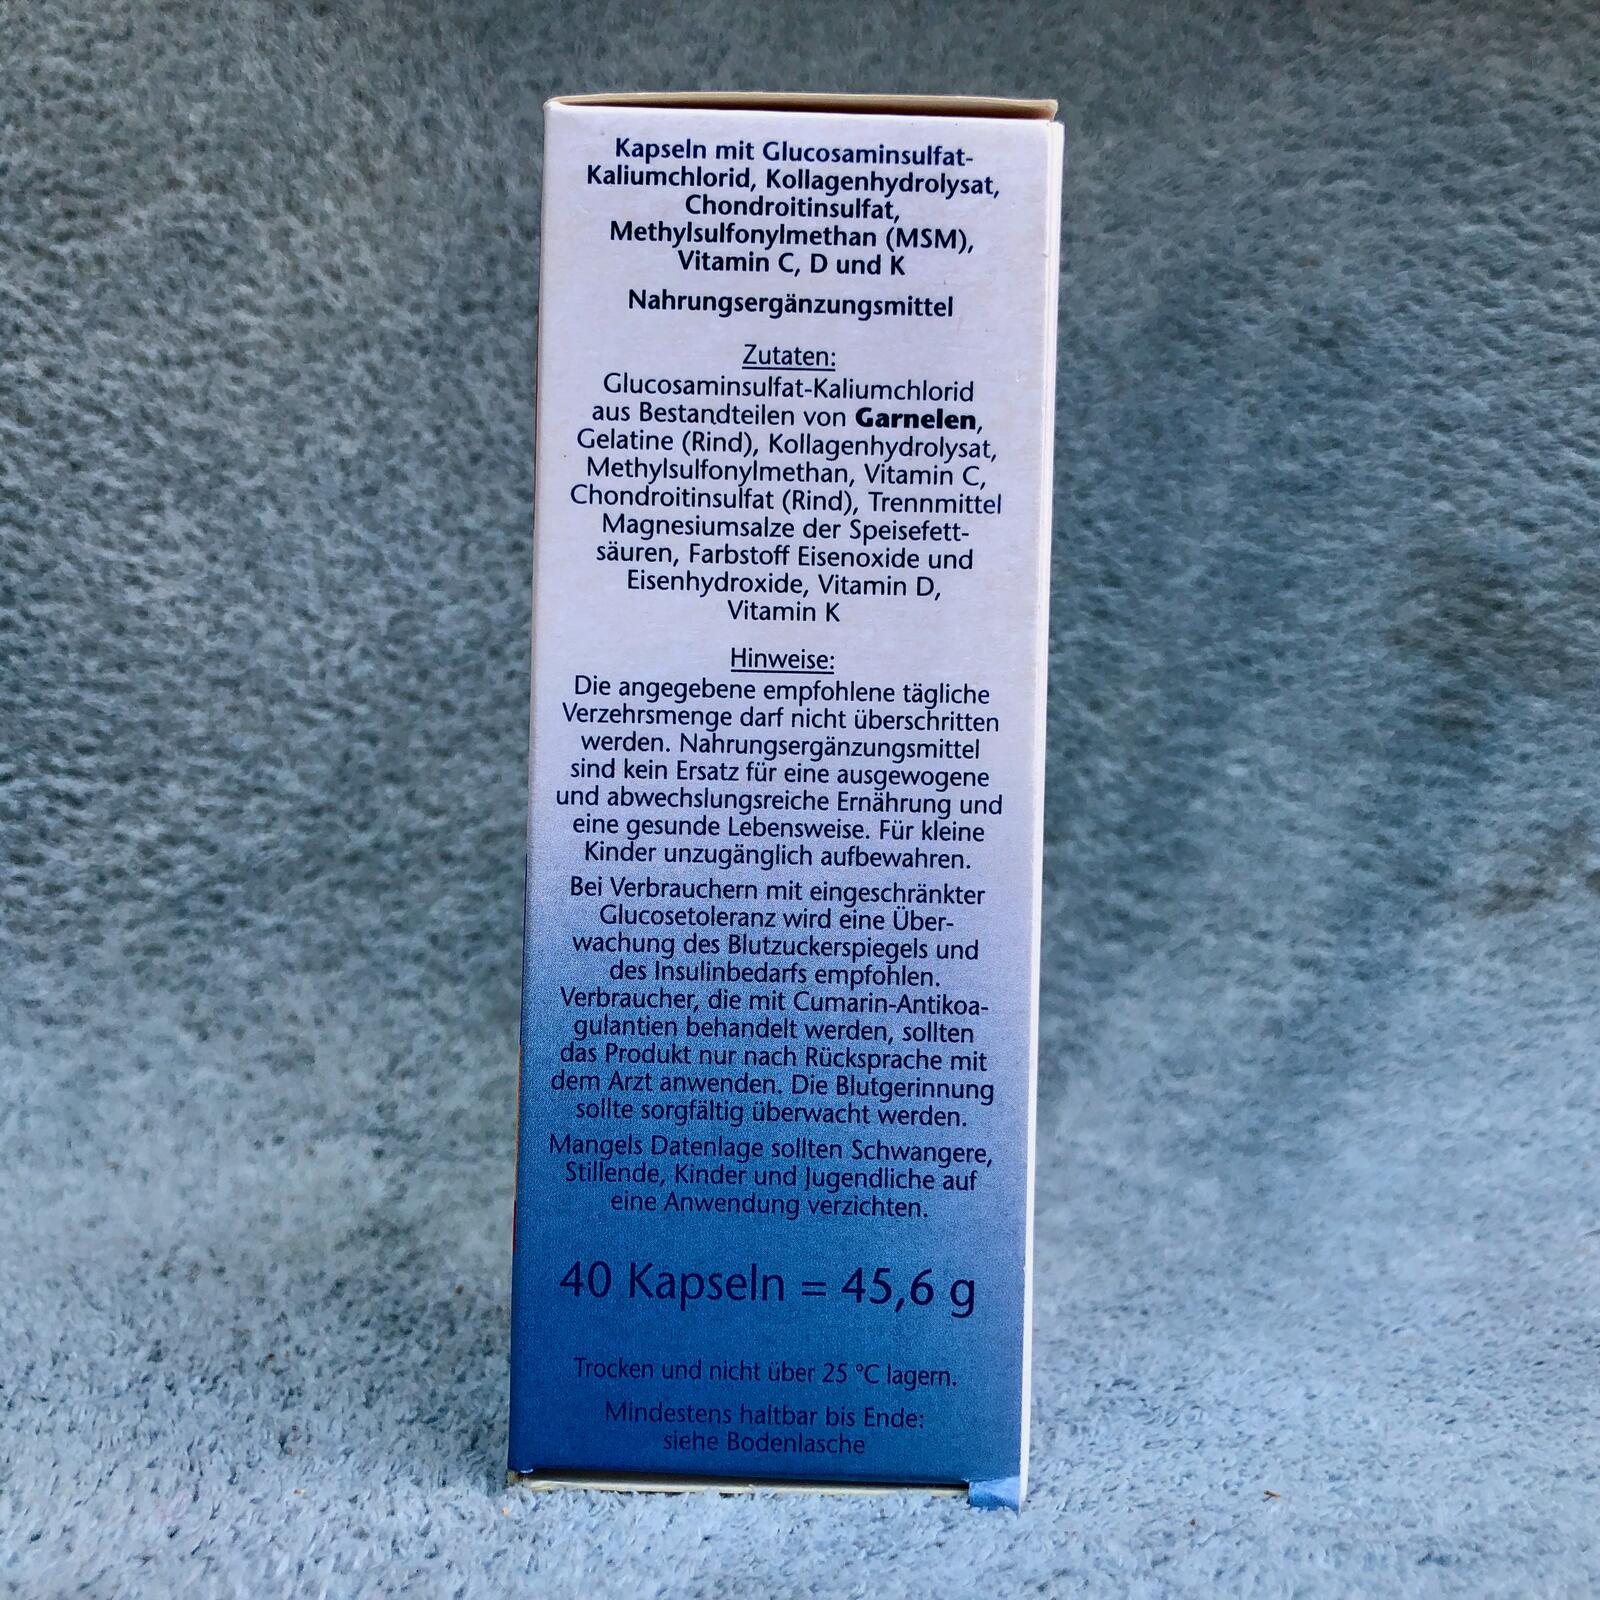 Kapseln mit Glucosaminsulfat-
Kaliumchlorid, Kollagenhydrolysat,
Chondroitinsulfat,
Methylsulfonylmethan (MSM),
Vitamin C, D und K
Nahrungsergänzungsmittel
Zutaten:
Glucosaminsulfat-Kaliumchlorid
aus Bestandteilen von Garnelen,
Gelatine (Rind), Kollagenhydrolysat,
Methylsulfonylmethan, Vitamin C,
Chondroitinsulfat (Rind), Trennmittel
Magnesiumsalze der Speisefett-
säuren, Farbstoff Eisenoxide und
Eisenhydroxide, Vitamin D,
Vitamin K
Hinweise:
Die angegebene empfohlene tägliche
Verzehrsmenge darf nicht überschritten
werden. Nahrungsergänzungsmittel
sind kein Ersatz für eine ausgewogene
und abwechslungsreiche Ernährung und
eine gesunde Lebensweise. Für kleine
Kinder unzugänglich aufbewahren.
Bei Verbrauchern mit eingeschränkter
Glucosetoleranz wird eine Über-
wachung des Blutzuckerspiegels und
des Insulinbedarfs empfohlen.
Verbraucher, die mit Cumarin-Antikoa-
gulantien behandelt werden, sollten
das Produkt nur nach Rücksprache mit
dem Arzt anwenden. Die Blutgerinnung
sollte sorgfältig überwacht werden.
Mangels Datenlage sollten Schwangere,
Stillende, Kinder und Jugendliche auf
eine Anwendung verzichten.
40 Kapseln = 45,6 g
Trocken und nicht über 25 °C lagern.
Mindestens haltbar bis Ende:
siehe Bodenlasche